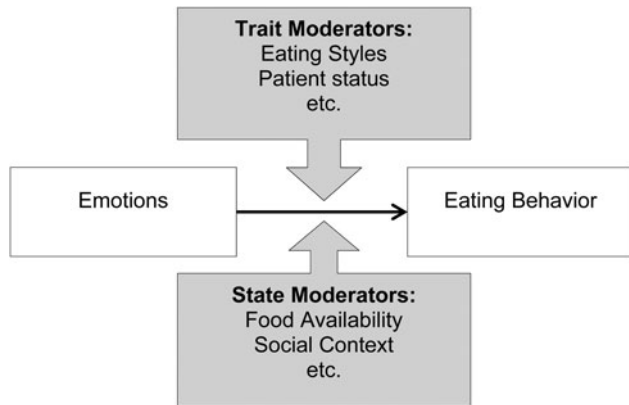 Trait Moderators:
Eating Styles
Patient status
etc.
Emotions
Eating Behavior
State Moderators:
Food Availability
Social Context
etc.